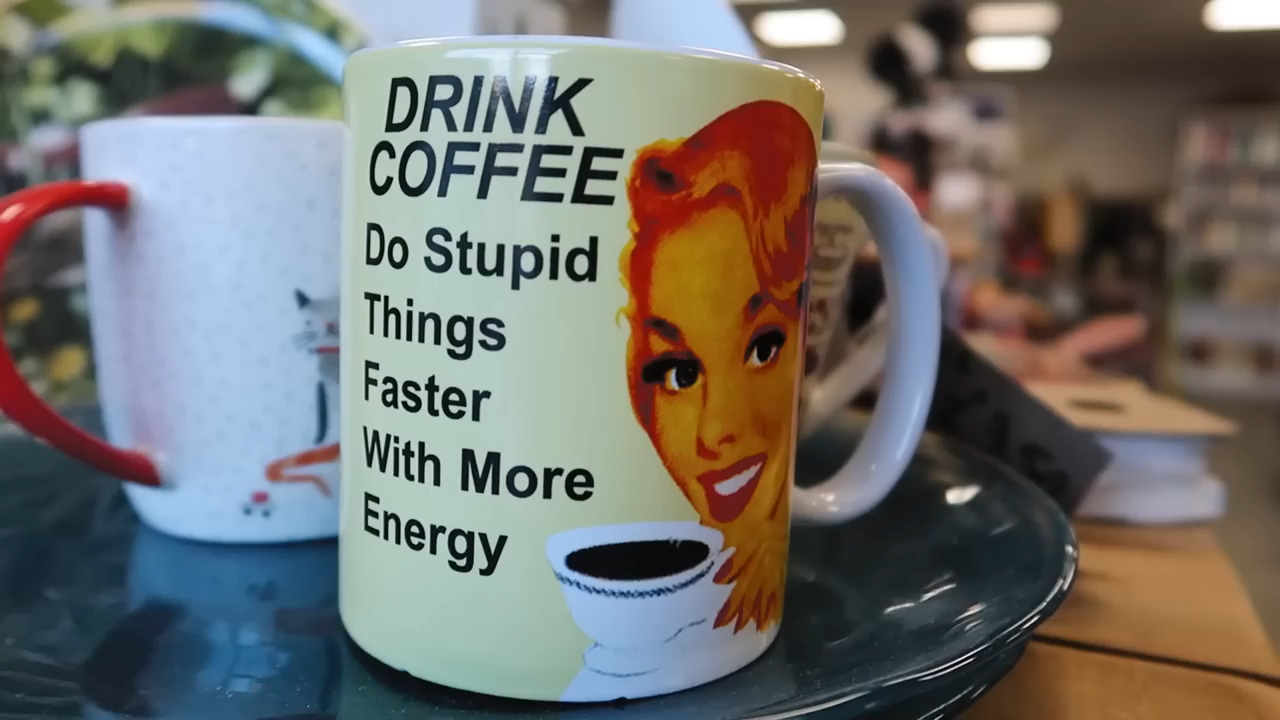 DRINK
COFFEE
Do Stupid
Things
Faster
With More
Energy